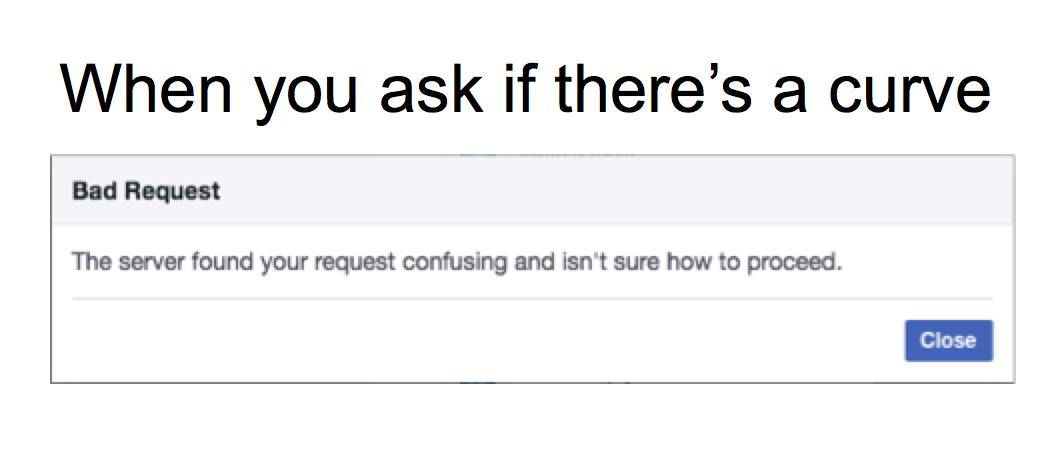 When you ask if there’s a curve
Bad Request
The server found your request confusing and isn't sure how to proceed.
Close